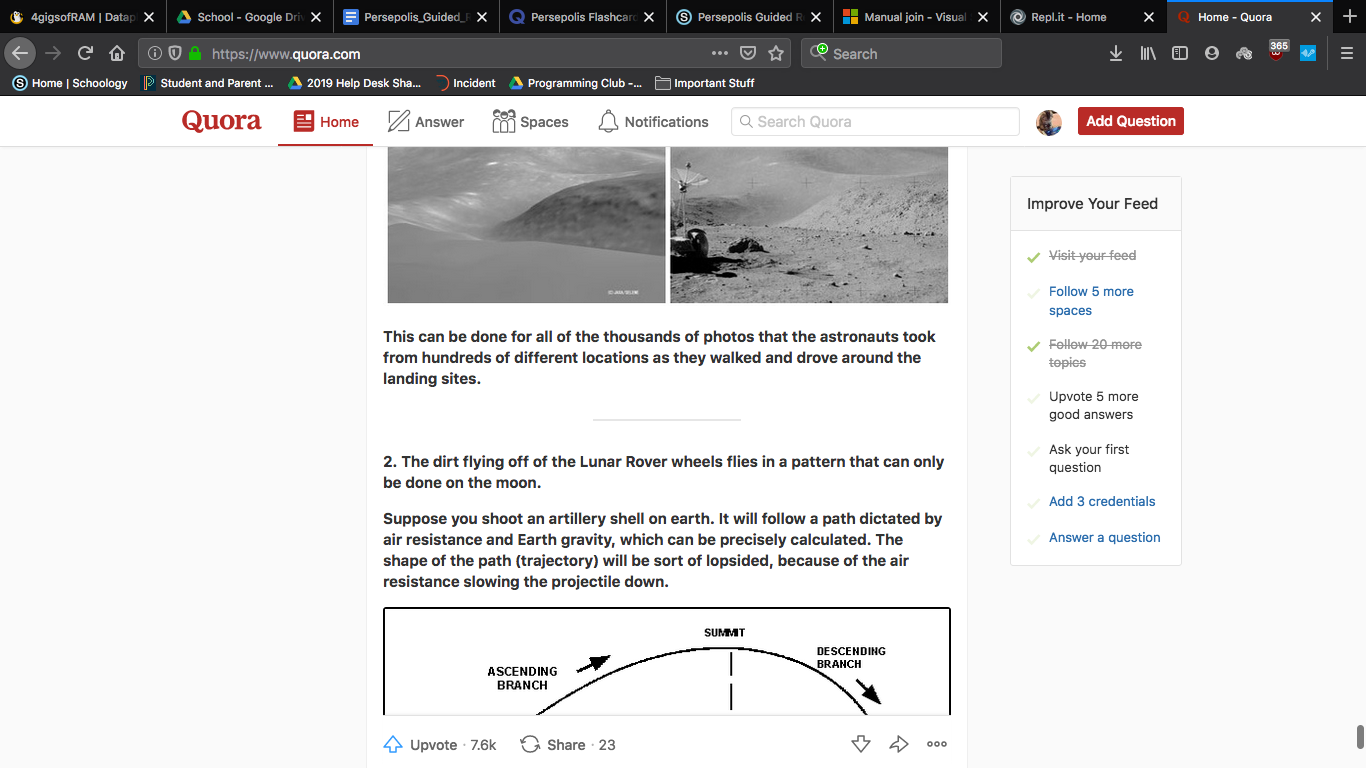 4gigsofRAM | Datap
School - Google Driv
Persepolis_Guided_R
Persepolis Flashcard
Persepolis Guided R
Manual join - Visual
Repl.it - Home
Home - Quora
https://www.quora.com
Search
365
Home | Schoology
Student and Parent ...
2019 Help Desk Sha...
Incident
Programming Club -...
Important Stuff
Quora
Home
Answer
Spaces
Notifications
Search Quora
Add Question
This can be done for all of the thousands of photos that the astronauts took
from hundreds of different locations as they walked and drove around the
landing sites.
2. The dirt flying off of the Lunar Rover wheels flies in a pattern that can only
be done on the moon.
Suppose you shoot an artillery shell on earth. It will follow a path dictated by
air resistance and Earth gravity, which can be precisely calculated. The
shape of the path (trajectory) will be sort of lopsided, because of the air
resistance slowing the projectile down.
SUMMIT
ASCENDING
BRANCH
DESCENDING
BRANCH
Upvote · 7.6k
Share · 23
Improve Your Feed
Visit your feed
Follow 5 more
spaces
Follow 20 more
topics
Upvote 5 more
good answers
Ask your first
question
Add 3 credentials
Answer a question